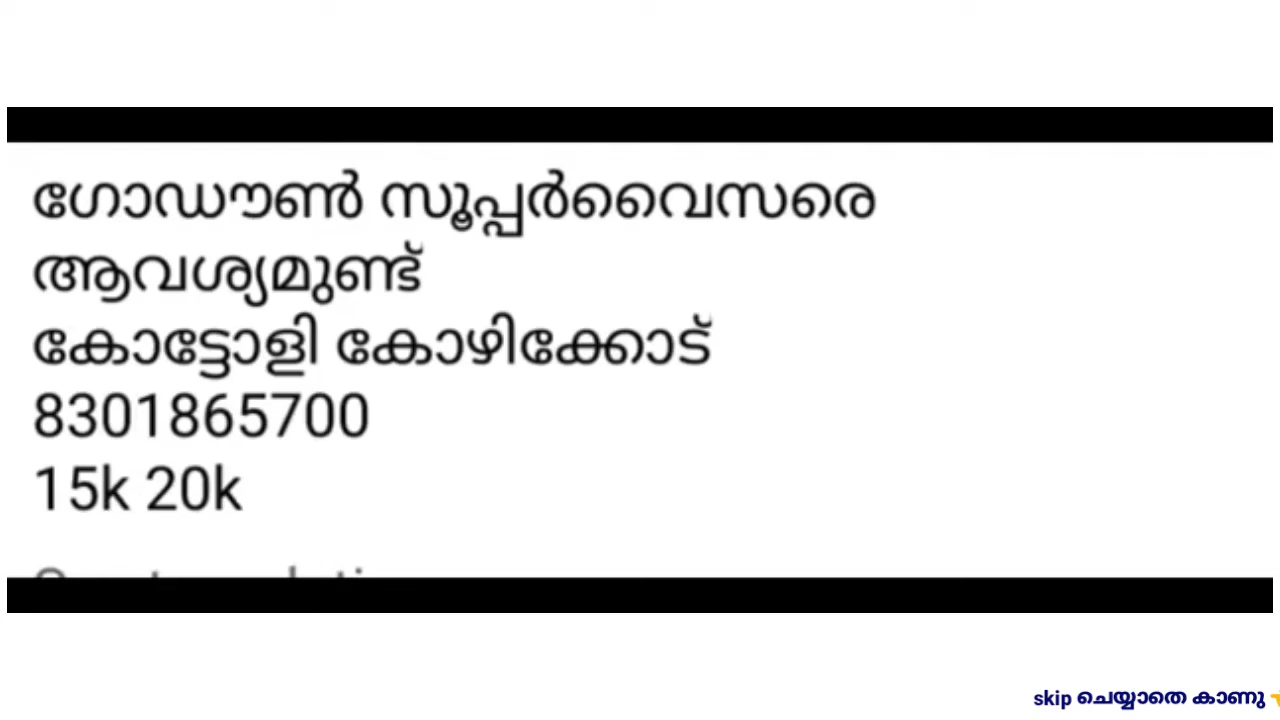 ഗോഡൗൺ സൂപ്പർവൈസരെ
ആവശ്യമുണ്ട്
കോട്ടോളി കോഴിക്കോട്
8301865700
15k 20k
skip ചെയ്യാതെ കാണു